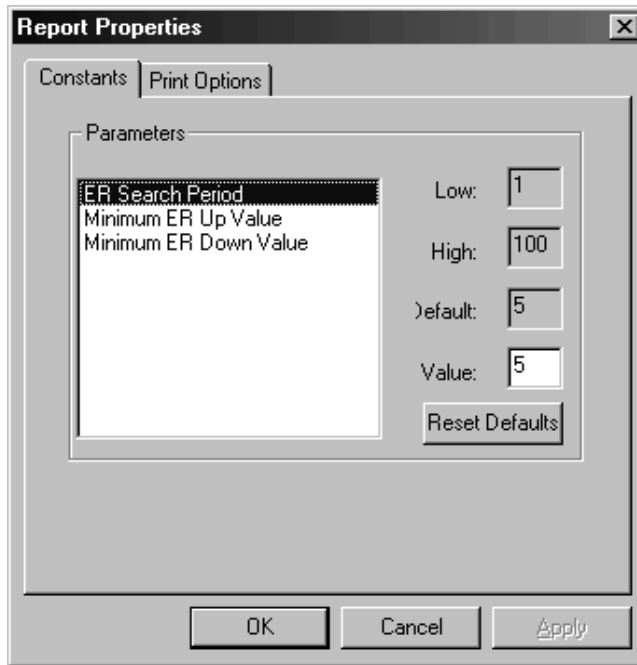 Report Properties
Constants
Print Options
Parameters
ER Search Period
Minimum ER Up Value
Minimum ER Down Value
Low: 1
High: 100
)efault: 5
Value: 5
Reset Defaults
OK
Cancel
Apply